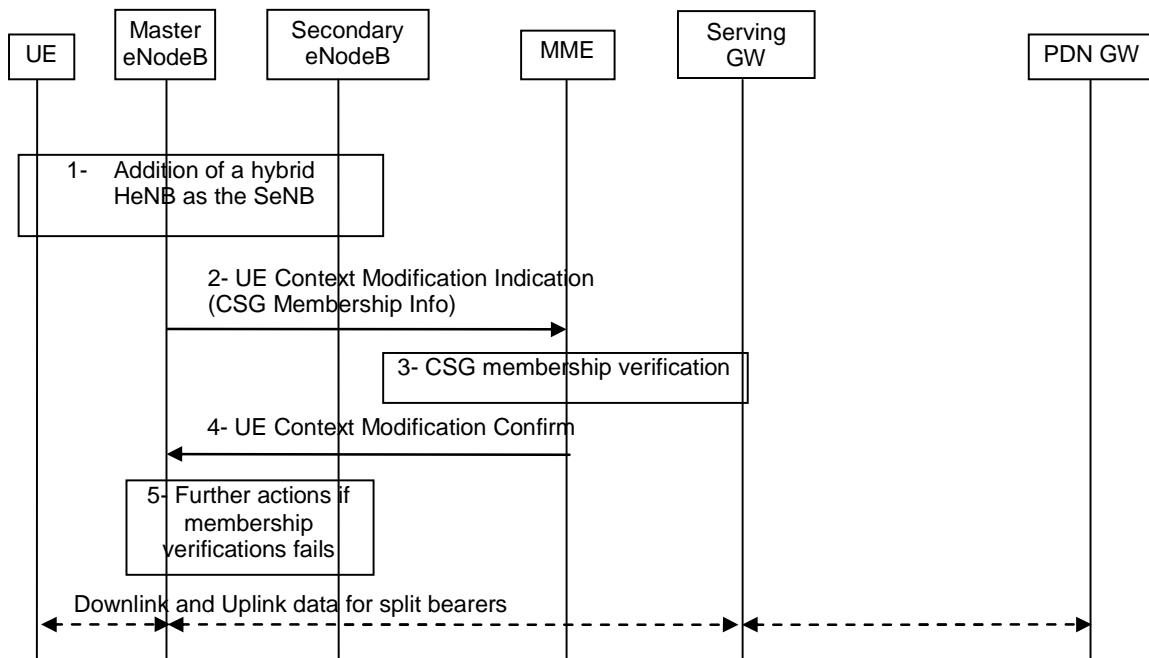 UE
Master
eNodeB
Secondary
eNodeB
MME
Serving
GW
PDN GW
1- Addition of a hybrid
HeNB as the SeNB
2- UE Context Modification Indication
(CSG Membership Info)
3- CSG membership verification
4- UE Context Modification Confirm
5- Further actions if
membership
verifications fails
Downlink and Uplink data for split bearers